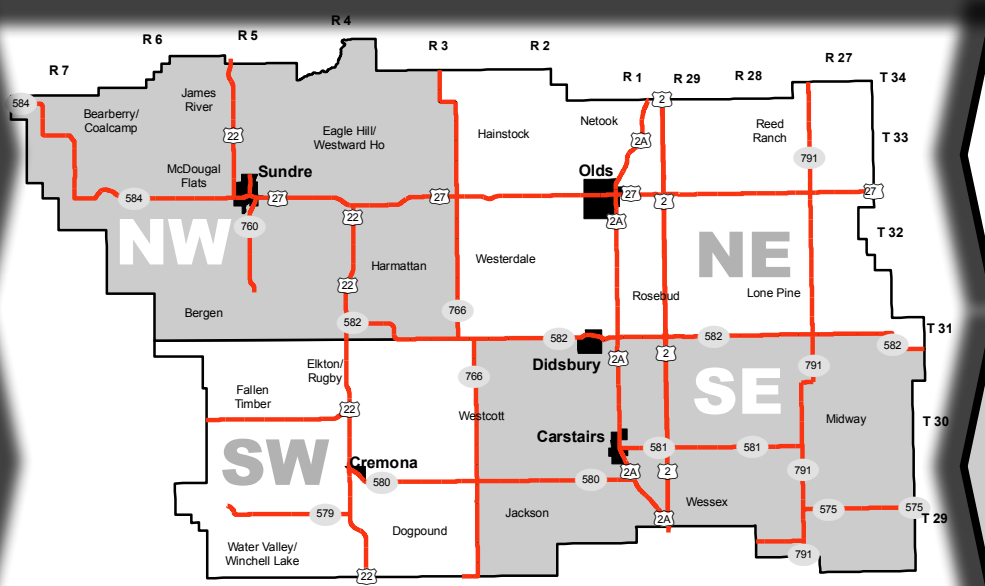 R 4
R 6
R 5
R 3
R 2
R 27
R 7
R 1
R 29
R 28
T 34
584
James
River
2
Bearberry/
Coalcamp
Eagle Hill/
Westward Ho
Hainstock
Netook
Reed
Ranch
T 33
22
2A
791
McDougal
Flats
Sundre
Olds
584
27
27
27
27
22
2
760
2A
NW
NE
T 32
Harmattan
Westerdale
22
Rosebud
Lone Pine
Bergen
766
582
T 31
582
582
582
Didsbury
2A
2
791
Elkton/
Rugby
766
SE
Fallen
Timber
22
Westcott
Midway
T 30
Carstairs
581
581
SW
Cremona
580
580
2A
2
791
Jackson
Wessex
579
575
575
T 29
2A
Dogpound
Water Valley/
Winchell Lake
791
22